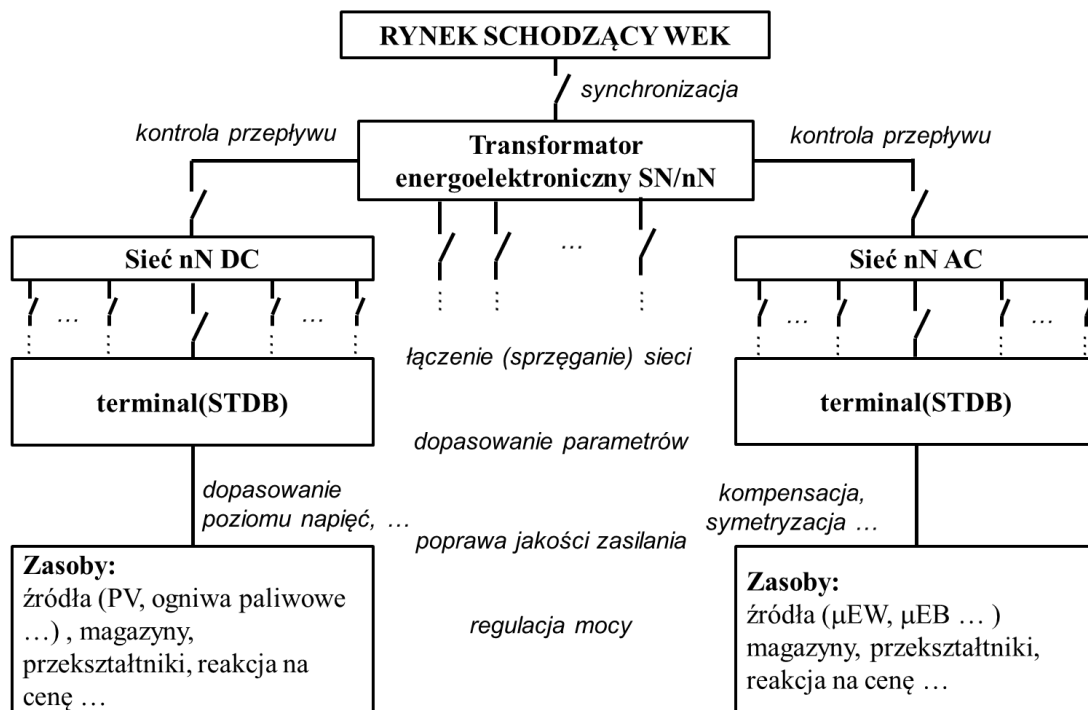 RYNEK SCHODZĄCY WEK
synchronizacja
kontrola przepływu
Transformator
energoelektroniczny SN/nN
kontrola przepływu
...
Sieć nN DC
Sieć nN AC
... ...
... ...
łączenie (sprzęganie) sieci
terminal(STDB)
terminal(STDB)
dopasowanie parametrów
dopasowanie
poziomu napięć, ...
kompensacja,
symetryzacja ...
poprawa jakości zasilania
Zasoby:
źródła (PV, ogniwa paliwowe
...) , magazyny,
przekształtniki, reakcja na
cenę ...
regulacja mocy
Zasoby:
źródła (µEW, µEB ... )
magazyny, przekształtniki,
reakcja na cenę ...